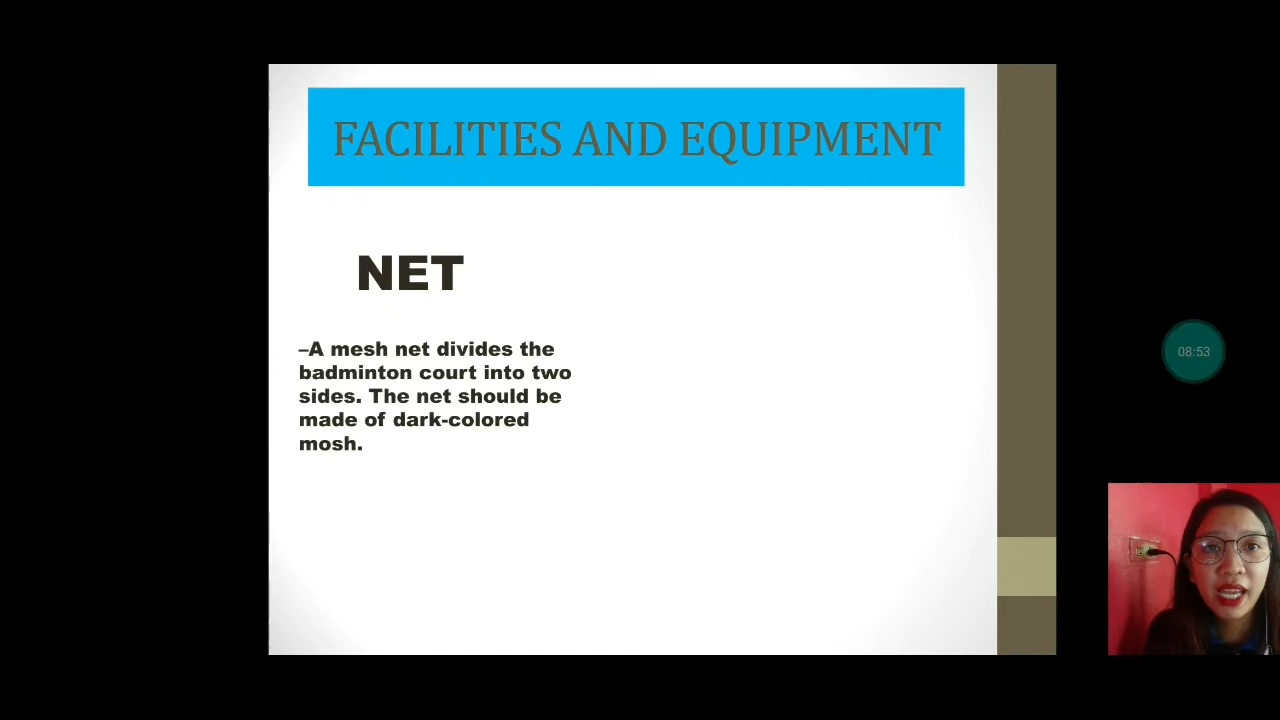 FACILITIES AND EQUIPMENT
NET
–A mesh net divides the
badminton court into two
sides. The net should be
made of dark-colored
mosh.
08:53